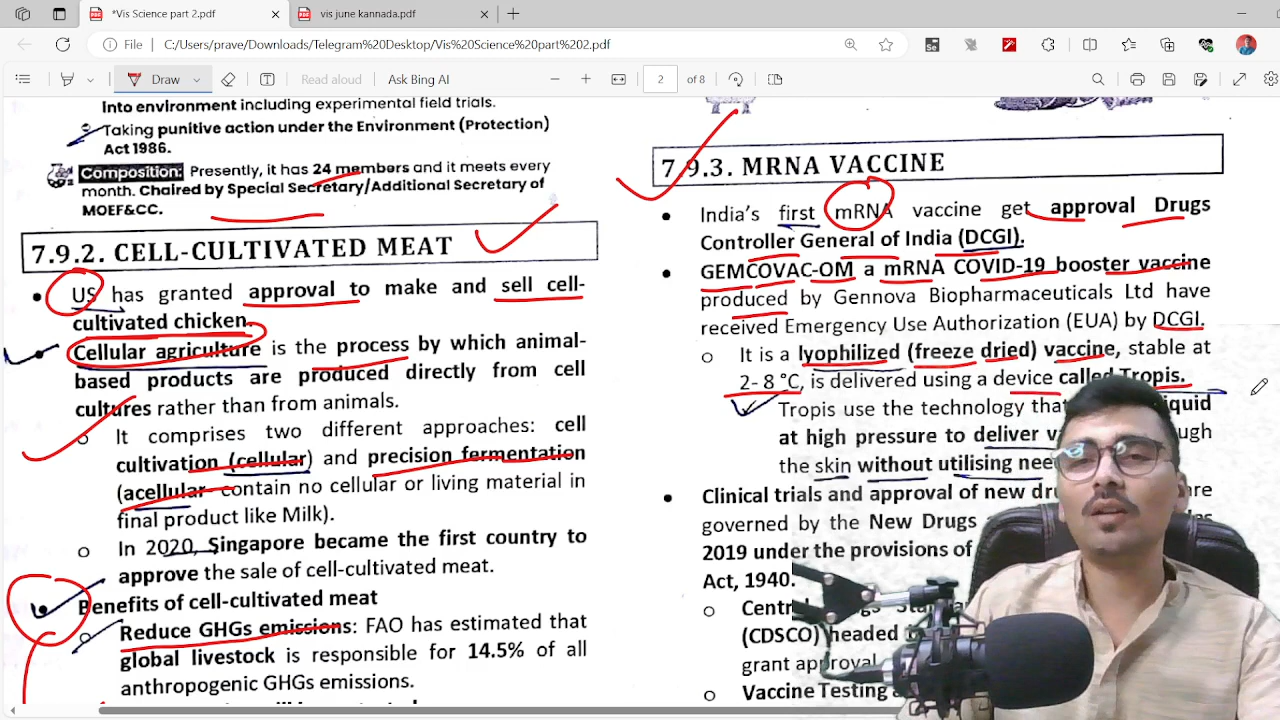 *Vis Science part 2.pdf
vis june kannada.pdf
File
C:/Users/prave/Downloads/Telegram%20Desktop/Vis%20Science%20part%202.pdf
Draw
Read aloud
Ask Bing AI
2
of 8
Into environment including experimental field trials.
Taking punitive action under the Environment (Protection)
Act 1986.
Composition: Presently, it has 24 members and it meets every
month. Chaired by Special Secretary/Additional Secretary of
MOEF&CC.
7.9.2. CELL-CULTIVATED MEAT
• US has granted approval to make and sell cell-
cultivated chicken.
• Cellular agriculture is the process by which animal-
based products are produced directly from cell
cultures rather than from animals.
o It comprises two different approaches: cell
cultivation (cellular) and precision fermentation
(acellular- contain no cellular or living material in
final product like Milk).
o In 2020, Singapore became the first country to
approve the sale of cell-cultivated meat.
• Benefits of cell-cultivated meat
o Reduce GHGs emissions: FAO has estimated that
global livestock is responsible for 14.5% of all
anthropogenic GHGs emissions.
7.9.3. MRNA VACCINE
• India's first mRNA vaccine get approval Drugs
Controller General of India (DCGI).
• GEMCOVAC-OM a mRNA COVID-19 booster vaccine
produced by Gennova Biopharmaceuticals Ltd have
received Emergency Use Authorization (EUA) by DCGI.
o It is a lyophilized (freeze dried) vaccine, stable at
2- 8 °C, is delivered using a device called Tropis.
Tropis use the technology iquid
at high pressure to deliver ugh
the skin without utilising
• Clinical trials and approval of new are
governed by the New Drugs
2019 under the provisions of
Act, 1940.
o
(CDSCO) headed
grant approval
o Vaccine Testing